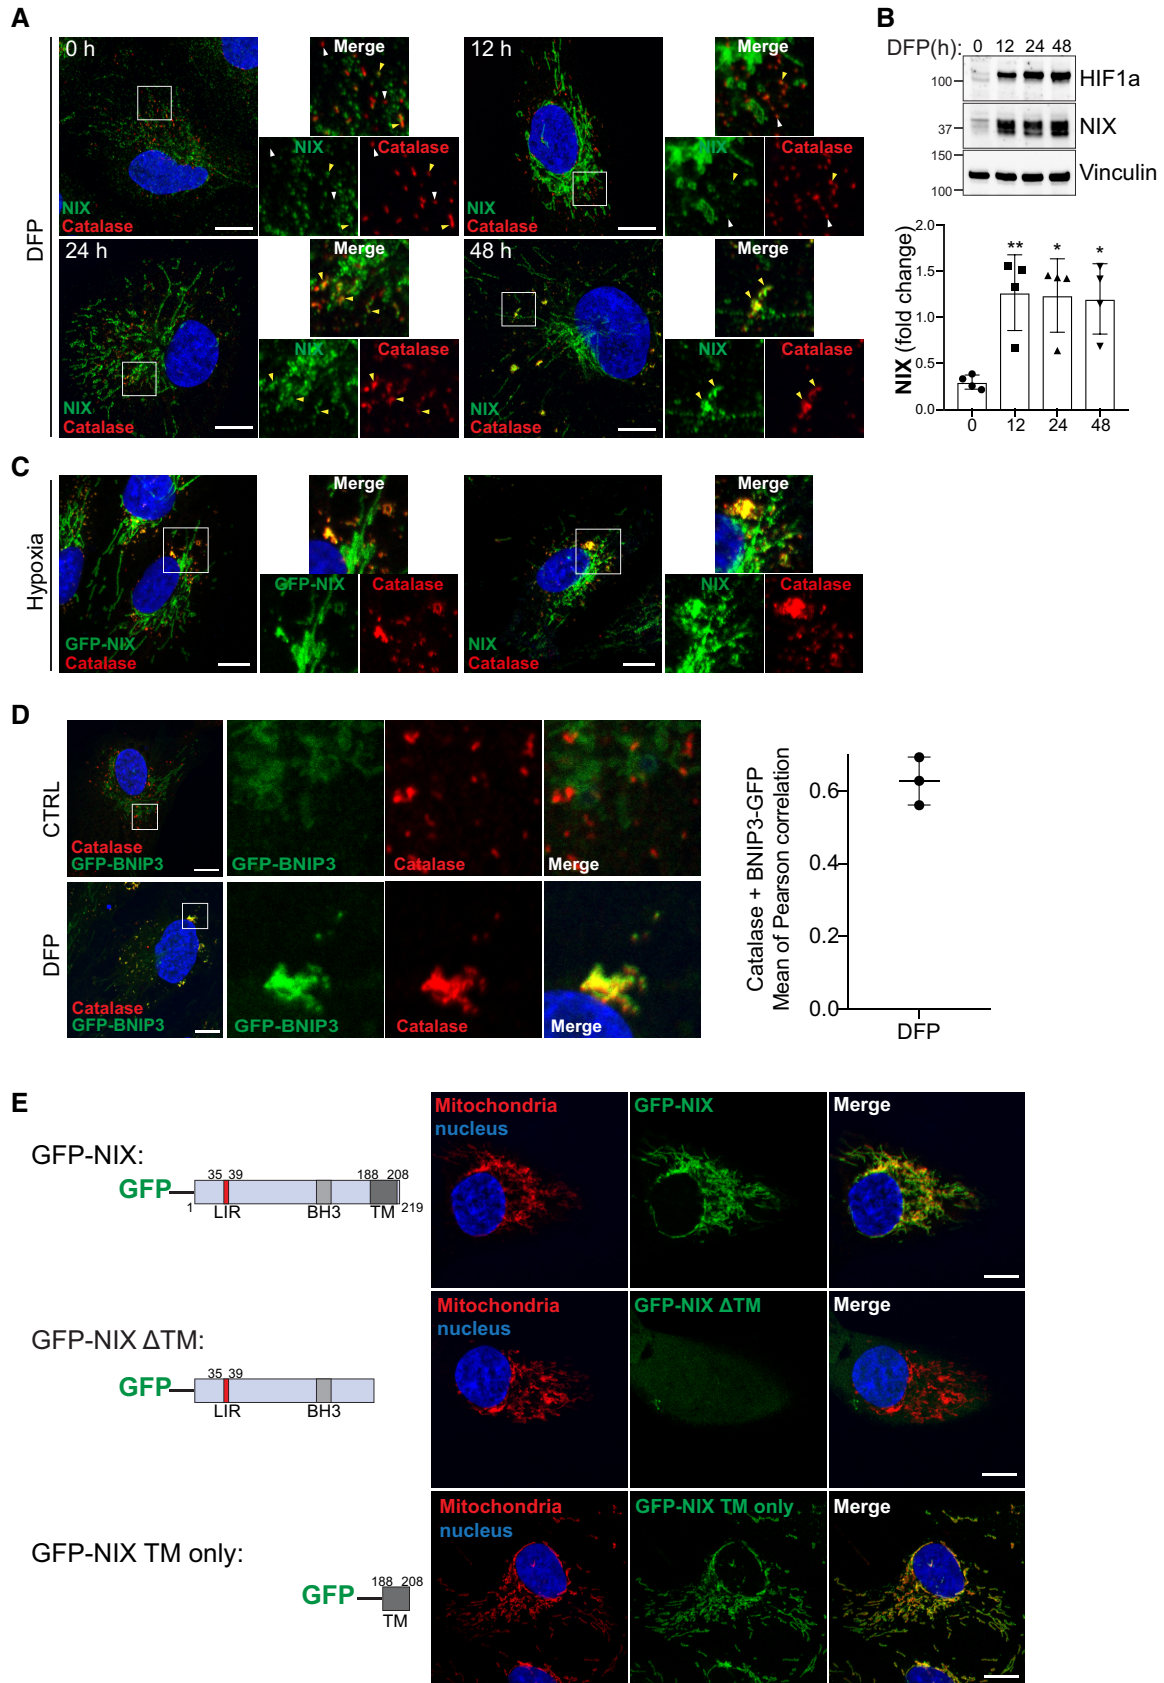 A
DFP
0 h
NIX
Catalase
Merge
NIX
Catalase
12 h
NIX
Catalase
Merge
NIX
Catalase
24 h
NIX
Catalase
Merge
NIX
Catalase
48 h
NIX
Catalase
Merge
NIX
Catalase
B
DFP(h): 0 12 24 48
100
HIF1a
37
NIX
150
100
Vinculin
NIX (fold change)
2.0
1.5
1.0
0.5
0.0
** * *
0 12 24 48
C
Hypoxia
GFP-NIX
Catalase
Merge
GFP-NIX
Catalase
NIX
Catalase
Merge
NIX
Catalase
D
CTRL
Catalase
GFP-BNIP3
GFP-BNIP3
Catalase
Merge
DFP
Catalase
GFP-BNIP3
GFP-BNIP3
Catalase
Merge
Catalase + BNIP3-GFP
Mean of Pearson correlation
0.6
0.4
0.2
0.0
DFP
E
GFP-NIX:
35 39 188 208
GFP
1 LIR BH3 TM 219
Mitochondria
nucleus
GFP-NIX
Merge
GFP-NIX ΔTM:
35 39
GFP
LIR BH3
Mitochondria
nucleus
GFP-NIX ΔTM
Merge
GFP-NIX TM only:
188 208
GFP
TM
Mitochondria
nucleus
GFP-NIX TM only
Merge